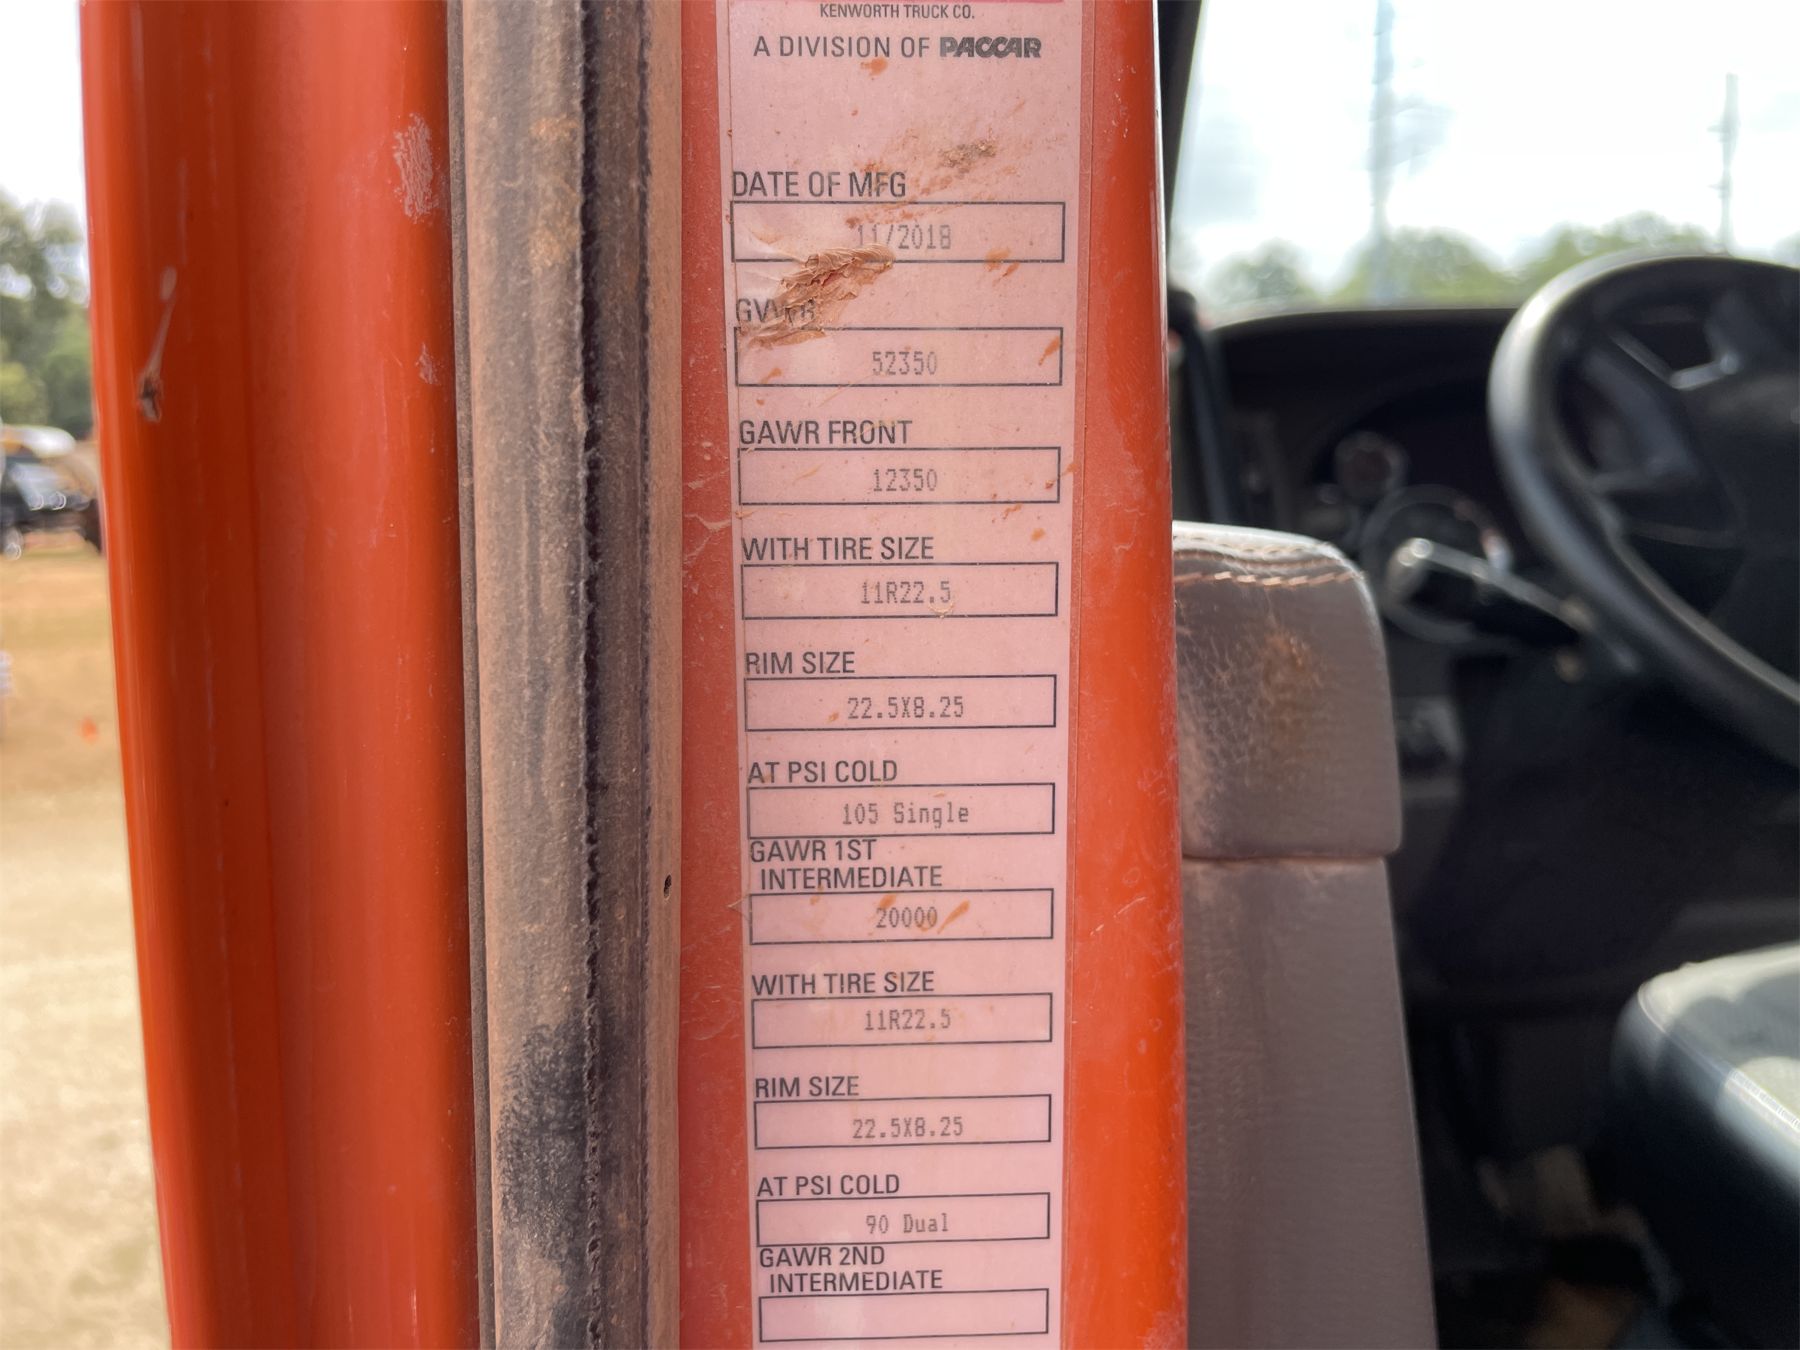 KENWORTH TRUCK CO.
A DIVISION OF PACCAR
DATE OF MFG
11/2018
GVWR
52350
GAWR FRONT
12350
WITH TIRE SIZE
11R22.5
RIM SIZE
22.5X8.25
AT PSI COLD
105 Single
GAWR 1ST
INTERMEDIATE
20000
WITH TIRE SIZE
11R22.5
RIM SIZE
22.5X8.25
AT PSI COLD
90 Dual
GAWR 2ND
INTERMEDIATE